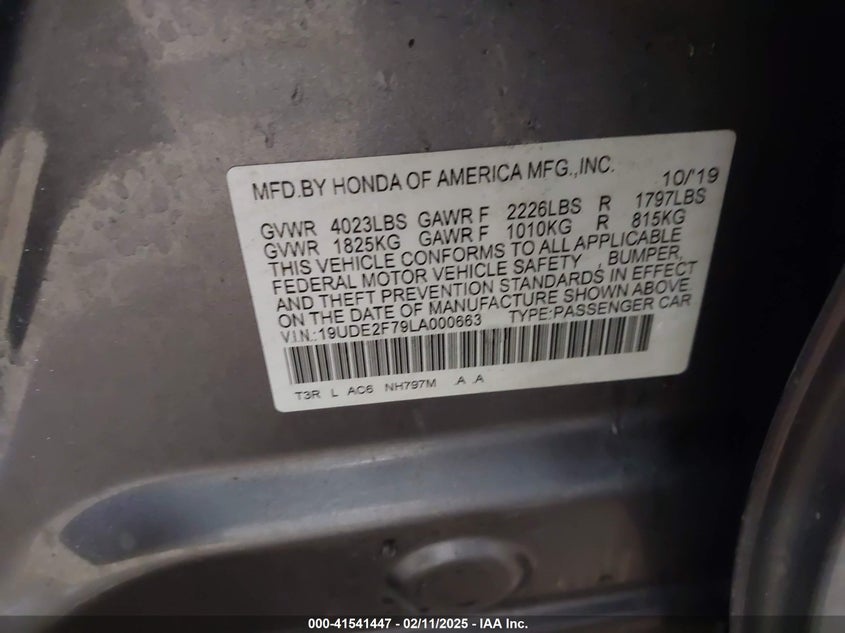 MFD.BY HONDA OF AMERICA MFG.,INC. 10/'19
GVWR 4023LBS GAWR F 2226LBS R 1797LBS
GVWR 1825KG GAWR F 1010KG R 815KG
THIS VEHICLE CONFORMS TO ALL APPLICABLE
FEDERAL MOTOR VEHICLE SAFETY , BUMPER,
AND THEFT PREVENTION STANDARDS IN EFFECT
ON THE DATE OF MANUFACTURE SHOWN ABOVE.
V.I.N.:19UDE2F79LA000663 TYPE:PASSENGER CAR
T3R L AC6 NH797M .A .A
000-41541447 - 02/11/2025 - IAA Inc.